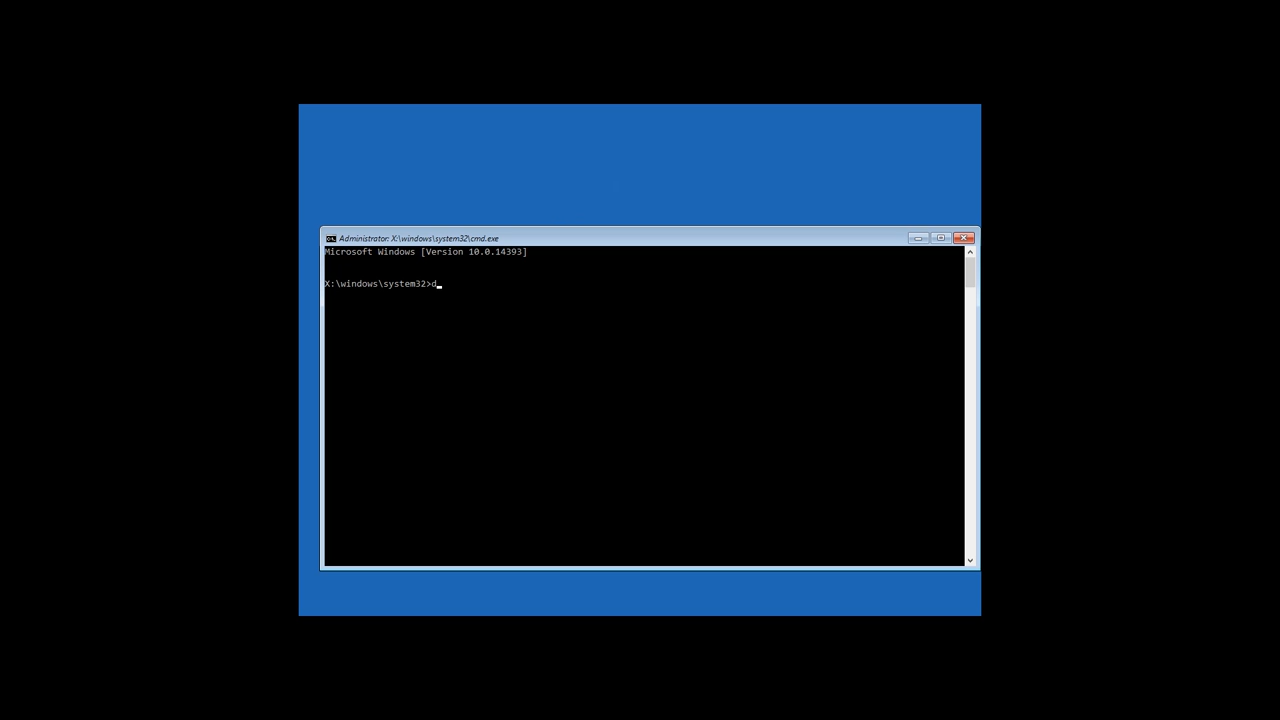 Administrator: X:\windows\system32\cmd.exe
Microsoft Windows [Version 10.0.14393]
X:\windows\system32>d